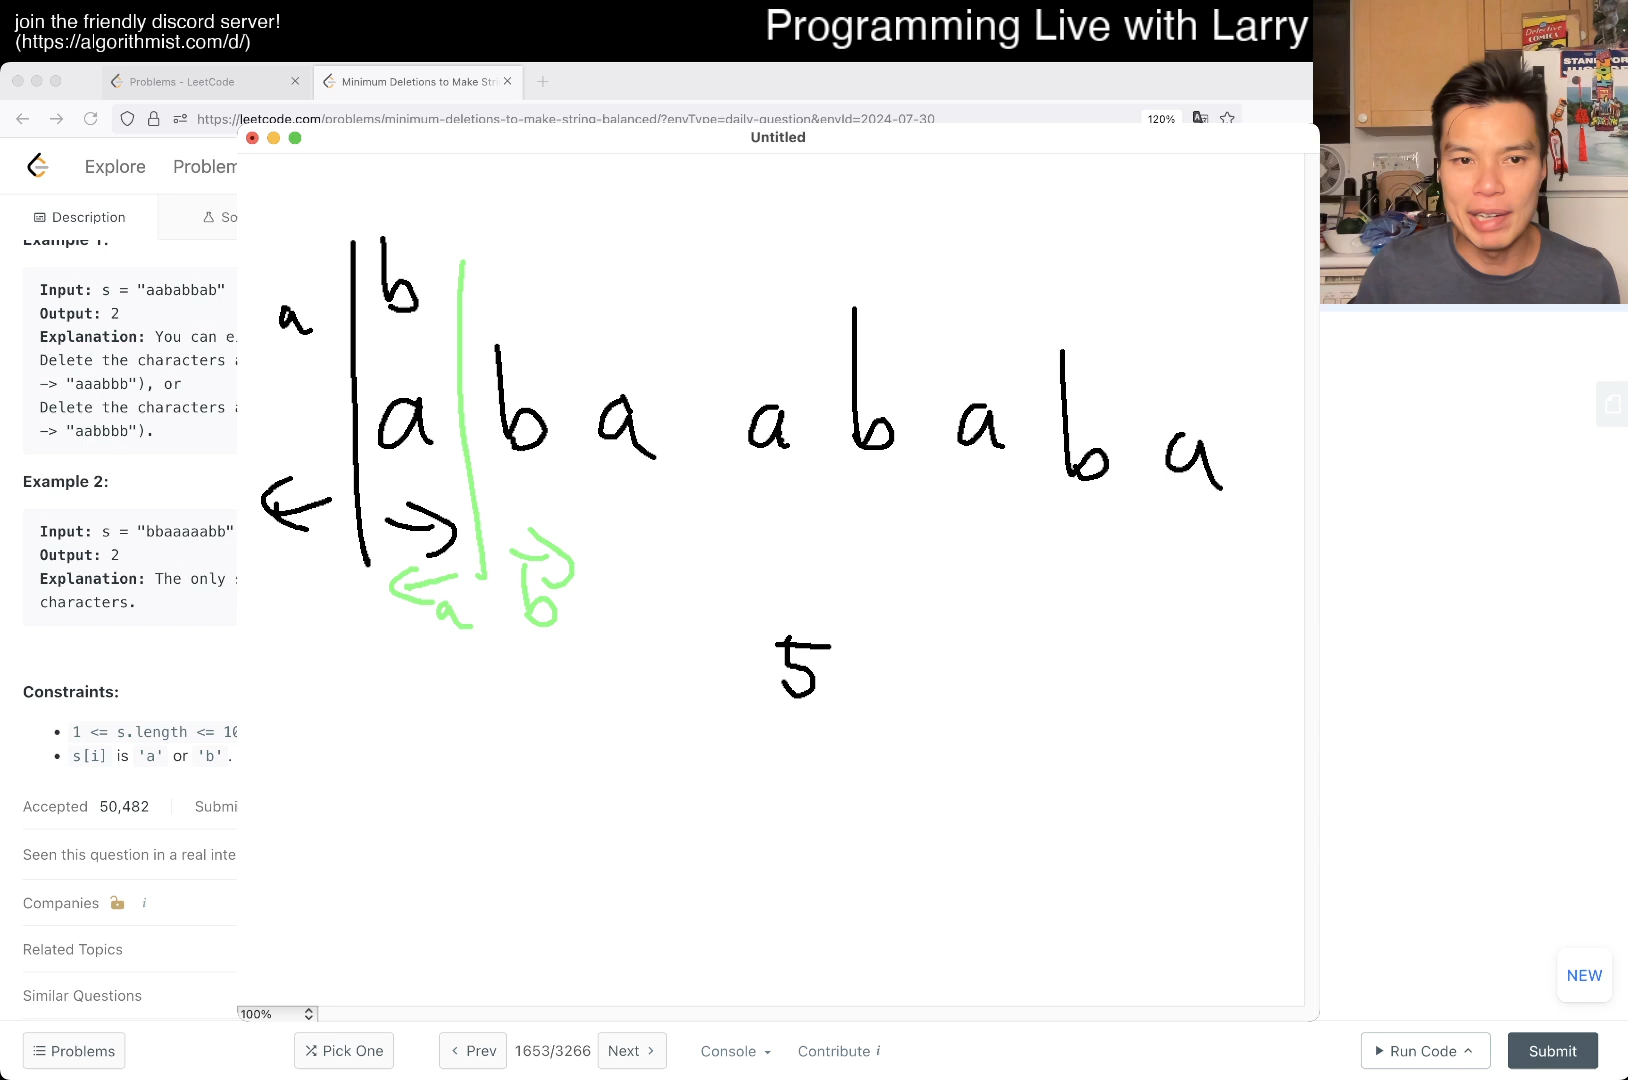 join the friendly discord server!
(https://algorithmist.com/d/)
Programming Live with Larry
Problems - LeetCode
Minimum Deletions to Make Stri
https://leetcode.com/problems/minimum-deletions-to-make-string-balanced/?envType=daily-question&envId=2024-07-30
120%
Untitled
Explore Problem
Description
So
Example 1:
Input: s = "aababbab"
Output: 2
Explanation: You can e
Delete the characters
-> "aaabbb"), or
Delete the characters
-> "aabbbb").
Example 2:
Input: s = "bbaaaaabb"
Output: 2
Explanation: The only
characters.
Constraints:
1 <= s.length <= 10
s[i] is 'a' or 'b'.
Accepted 50,482 Submi
Seen this question in a real inte
Companies i
Related Topics
Similar Questions
a b
a b a a b a b a
a b
5
100%
NEW
Problems
Pick One
Prev 1653/3266 Next
Console
Contribute i
Run Code
Submit
DEFECTIVE
COMICS